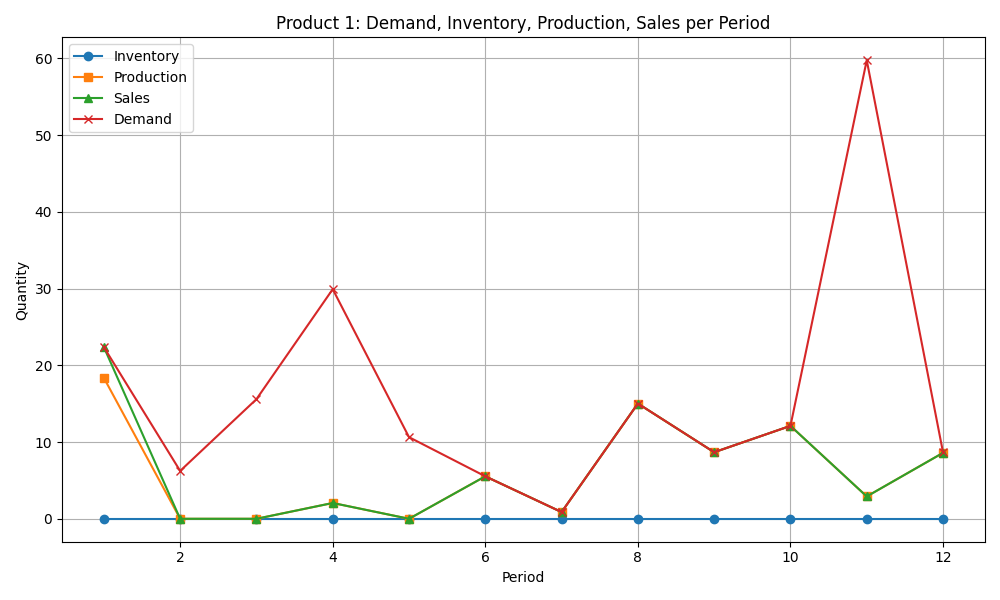 Product 1: Demand, Inventory, Production, Sales per Period
Inventory
Production
Sales
Demand
60
50
40
30
20
10
0
Quantity
2
4
6
8
10
12
Period